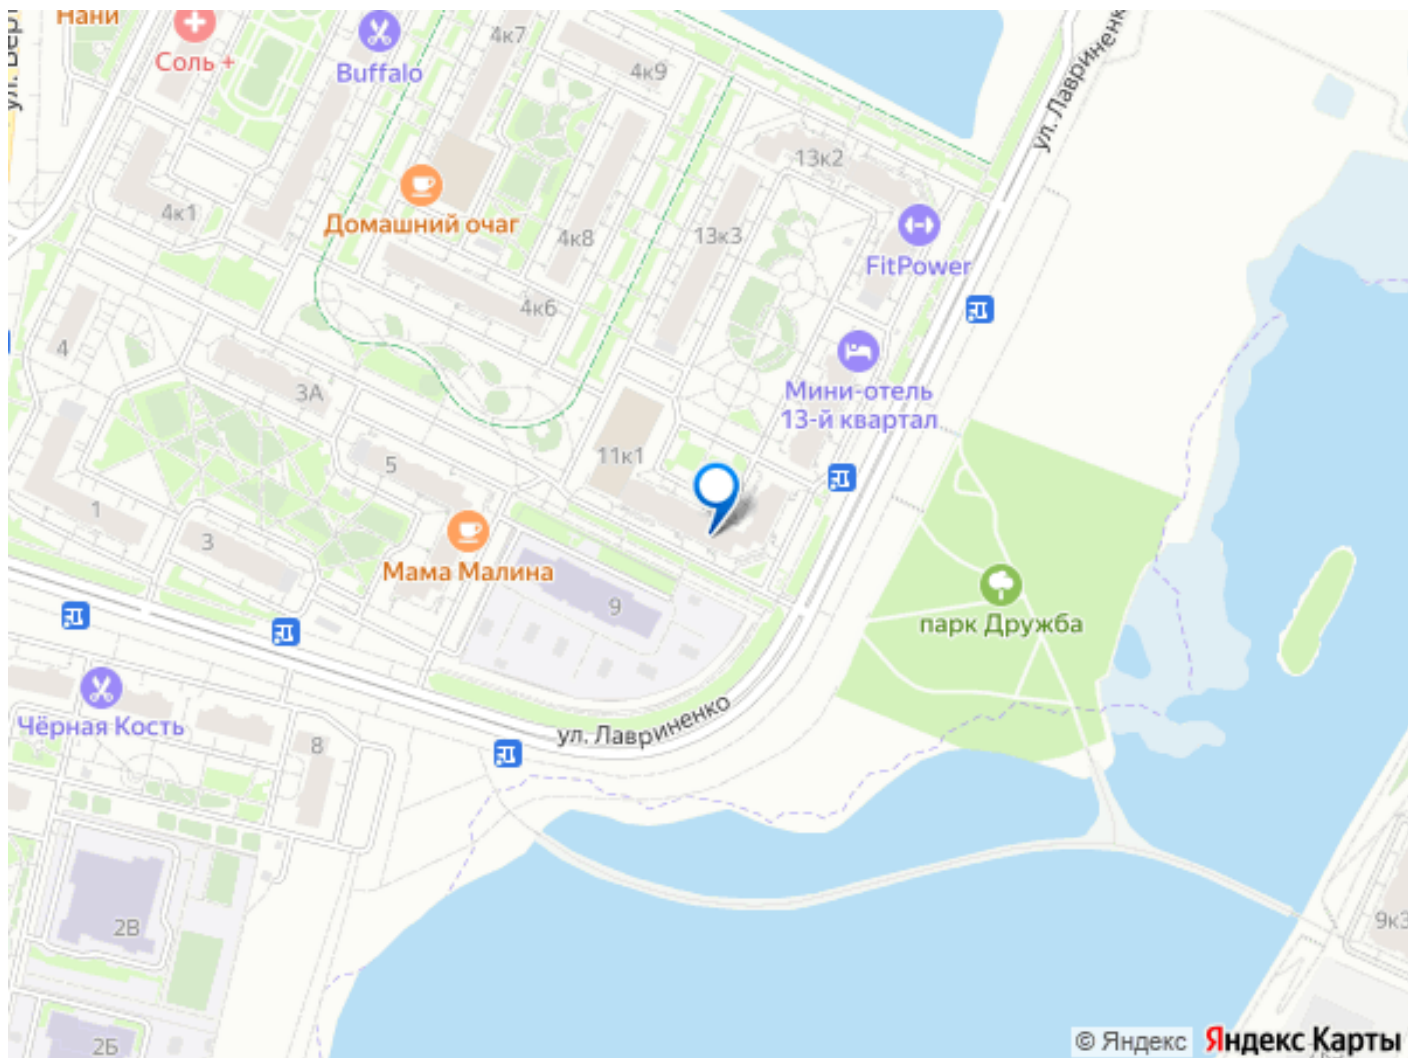 Нани
Соль +
Buffalo
4к7
4к9
ул. Лавриненк
13к2
Домашний очаг
4к1
4к8
13к3
FitPower
4к6
4
3А
Мини-отель
13-й квартал
11к1
5
1
3
Мама Малина
9
парк Дружба
ул. Лавриненко
Чёрная Кость
8
2В
9к3
2Б
© Яндекс
Яндекс Карты